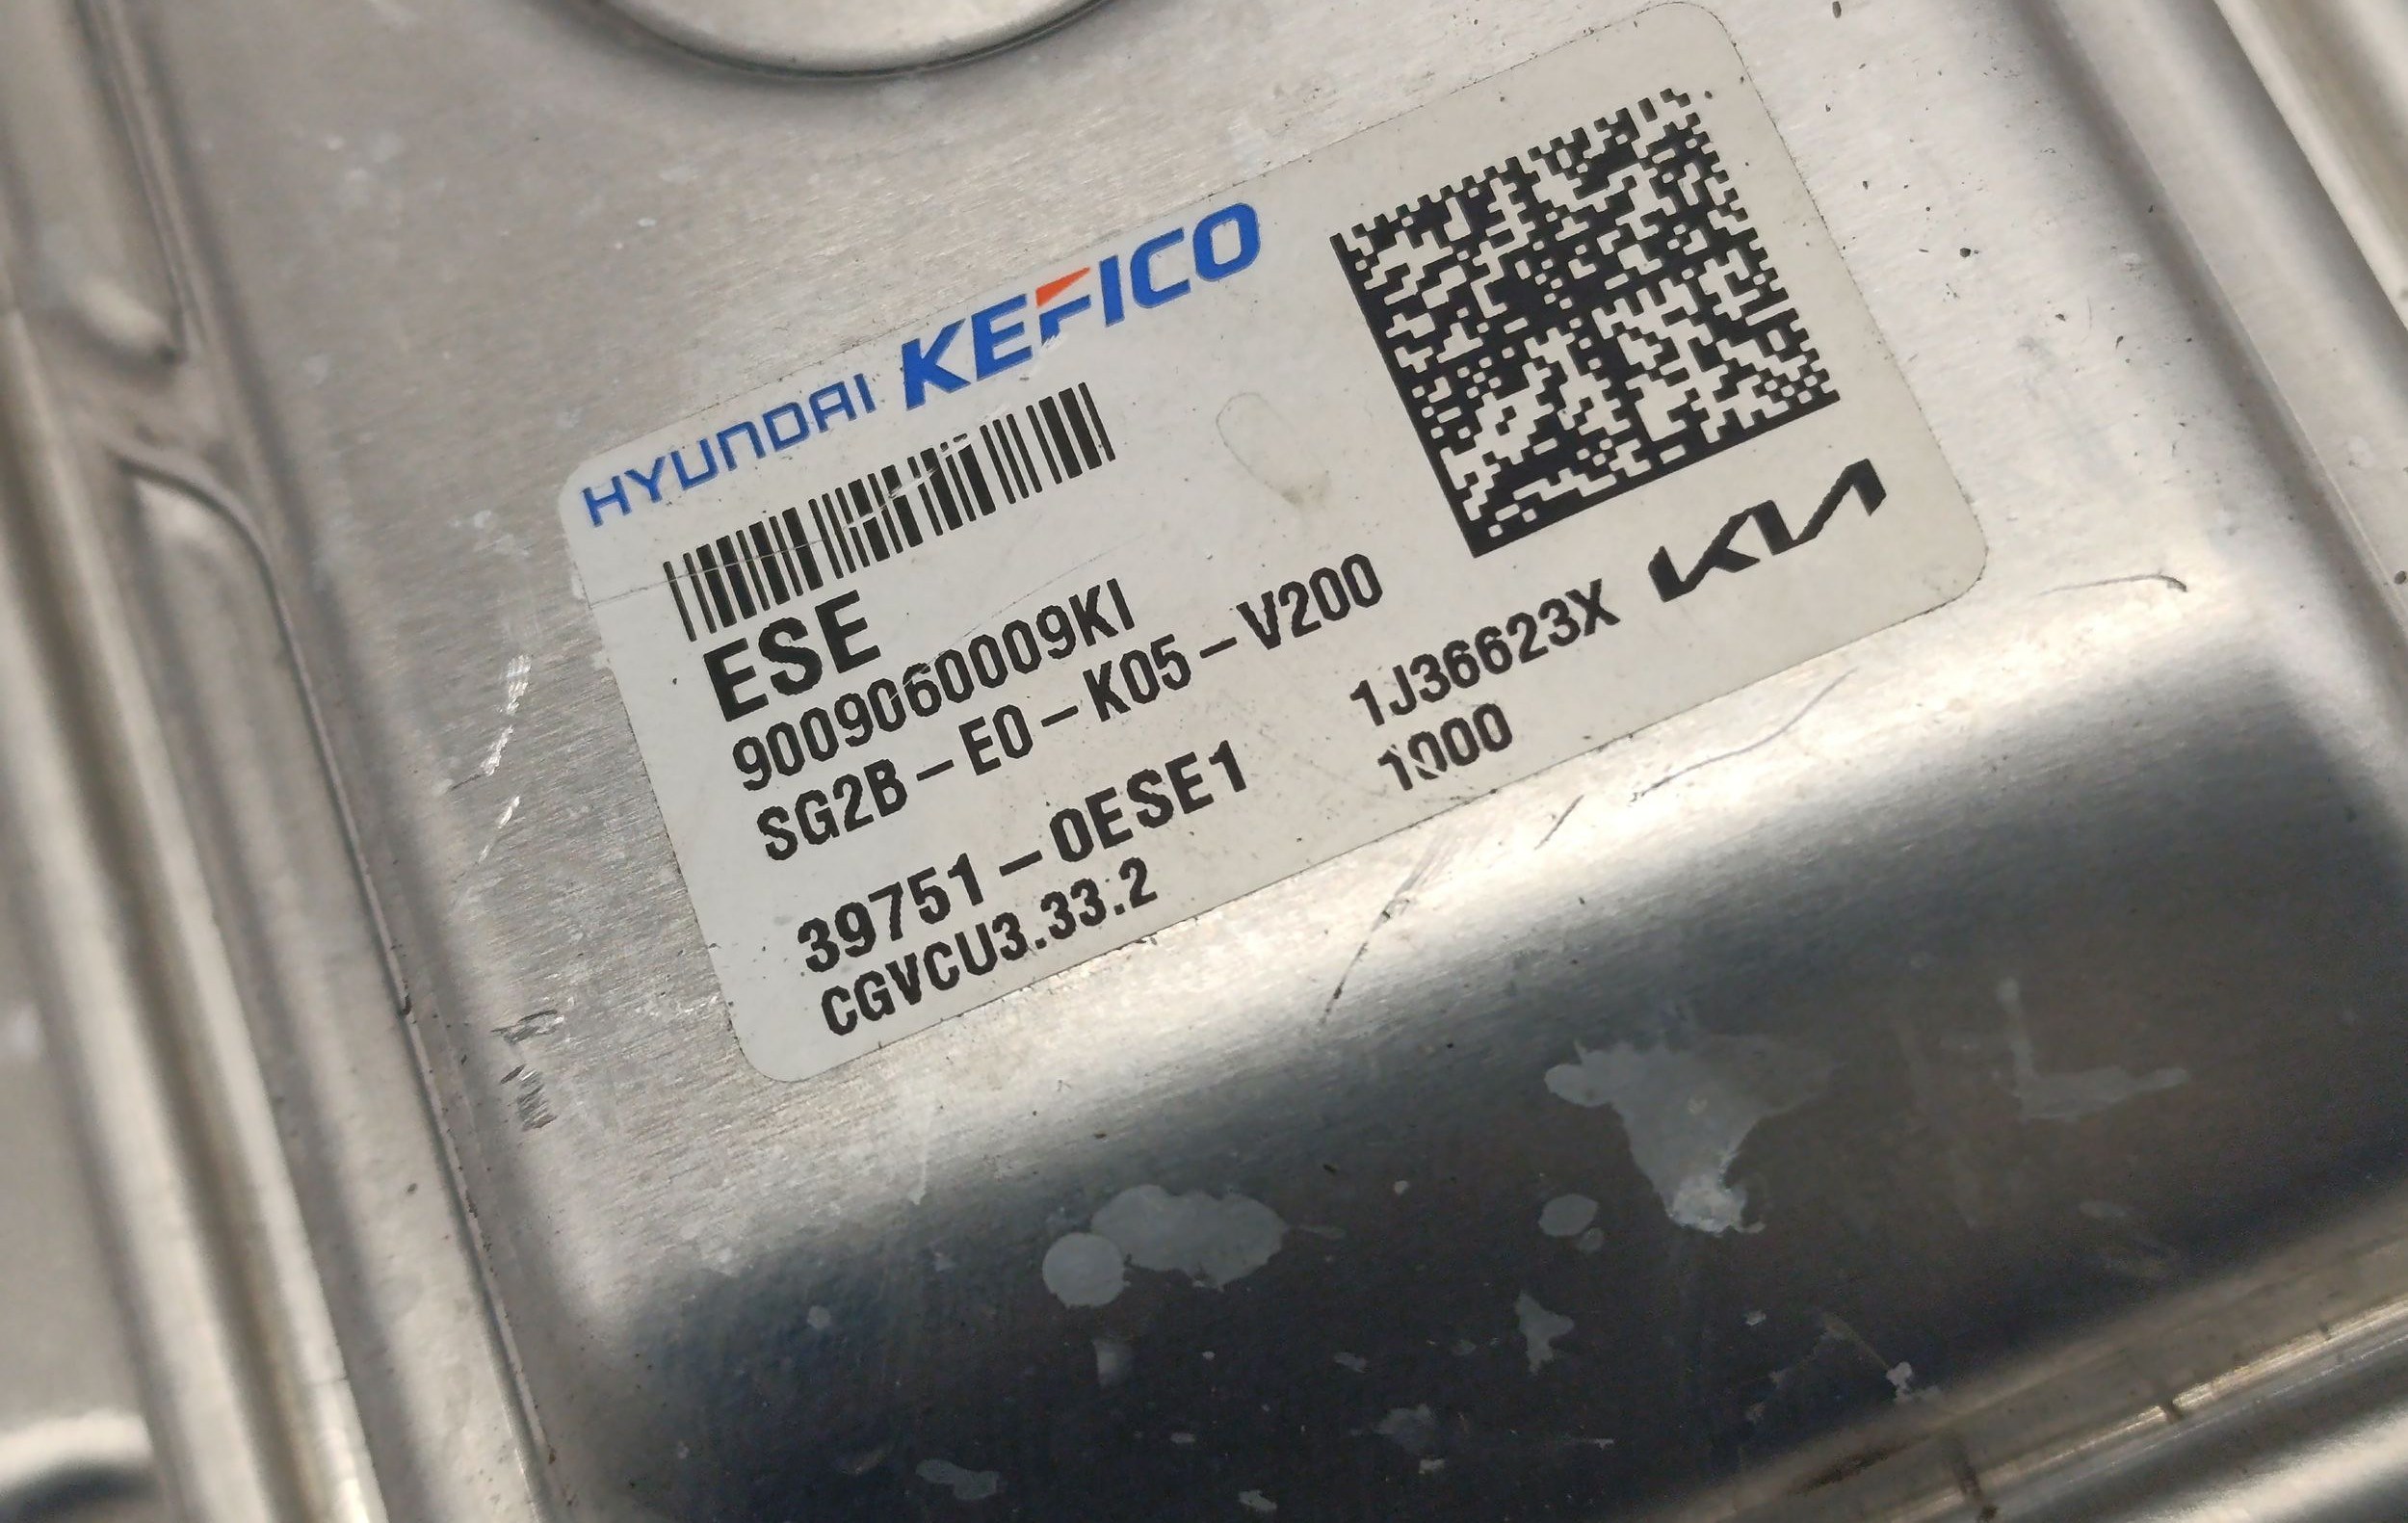 HYUNDAI KEFICO
ESE
9009060009KI
SG2B-E0-K05-V200
1J36623X KIA
39751-0ESE1 1000
CGVCU3.33.2